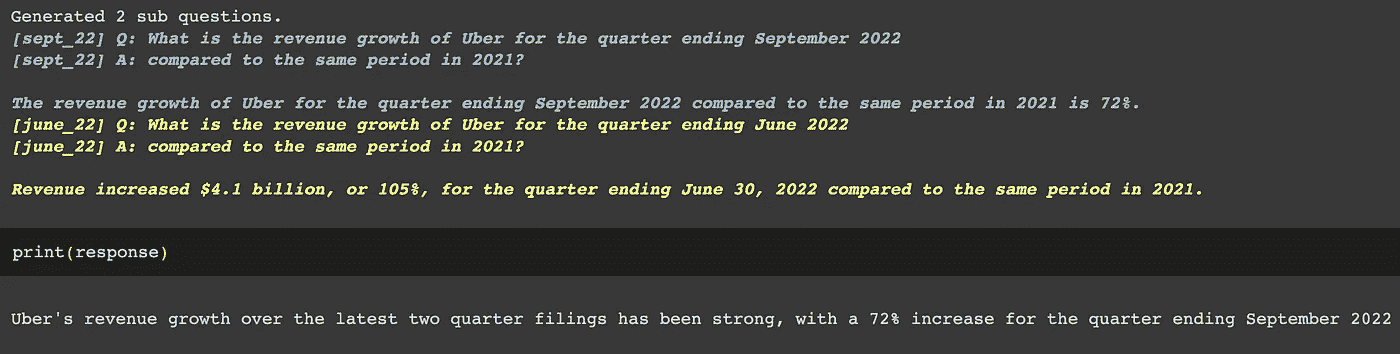 Generated 2 sub questions.
[sept_22] Q: What is the revenue growth of Uber for the quarter ending September 2022
[sept_22] A: compared to the same period in 2021?
The revenue growth of Uber for the quarter ending September 2022 compared to the same period in 2021 is 72%.
[june_22] Q: What is the revenue growth of Uber for the quarter ending June 2022
[june_22] A: compared to the same period in 2021?
Revenue increased $4.1 billion, or 105%, for the quarter ending June 30, 2022 compared to the same period in 2021.
print(response)
Uber's revenue growth over the latest two quarter filings has been strong, with a 72% increase for the quarter ending September 2022